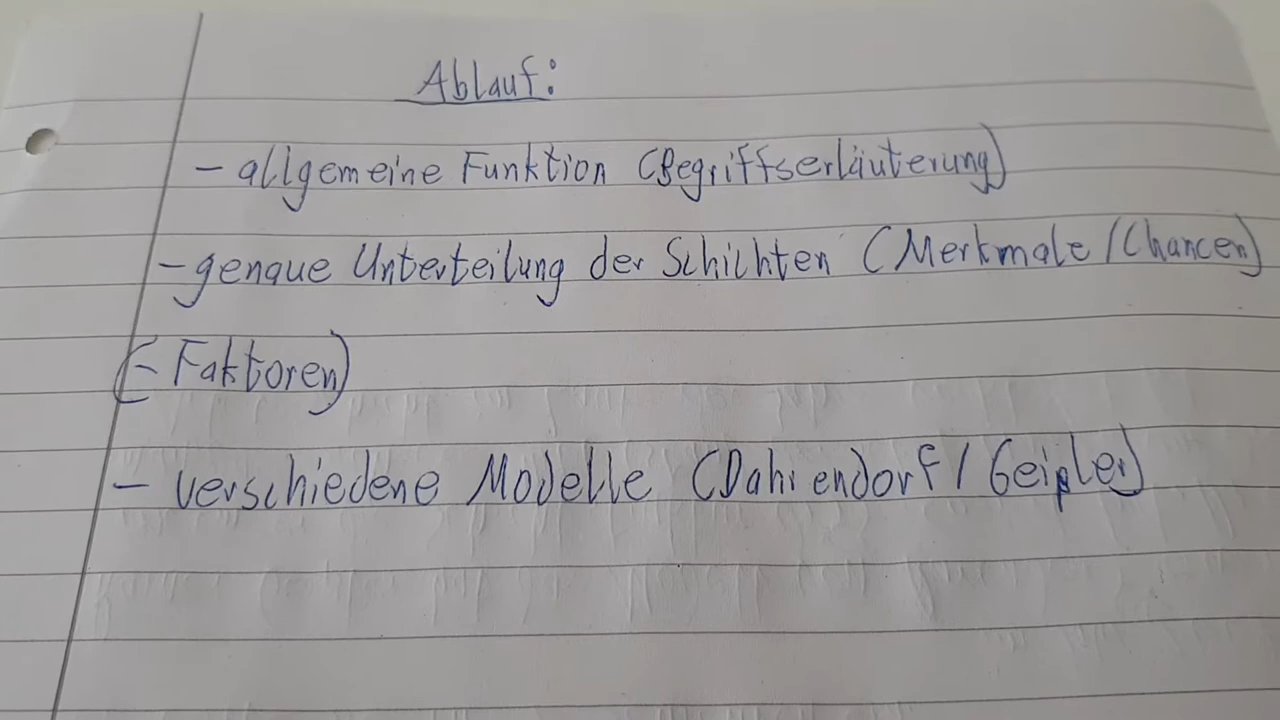 Ablauf:
- allgemeine Funktion (Begriffserläuterung)
- genaue Unterteilung der Schichten (Merkmale / Chancen)
(- Faktoren)
- verschiedene Modelle (Dahrendorf / Geißler)